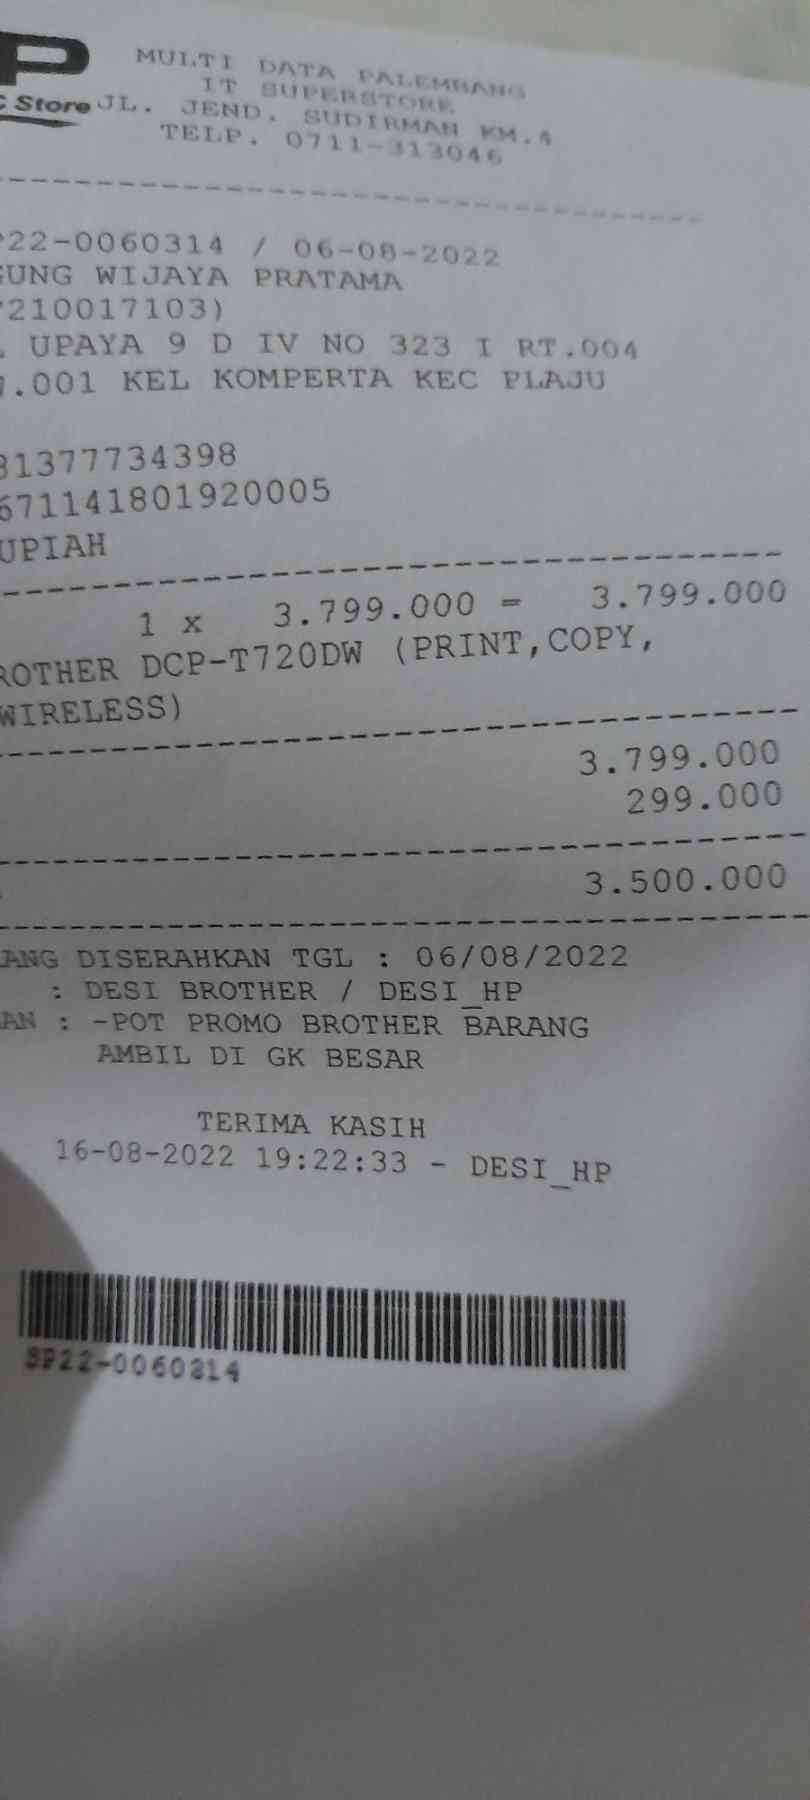 P
C Store
MULTI DATA PALEMBANG
IT SUPERSTORE
JL. JEND. SUDIRMAN KM.4
TELP. 0711-313046
P22-0060314 / 06-08-2022
GUNG WIJAYA PRATAMA
210017103)
UPAYA 9 D IV NO 323 I RT.004
.001 KEL KOMPERTA KEC PLAJU
81377734398
671141801920005
UPIAH
1 x 3.799.000 = 3.799.000
ROTHER DCP-T720DW (PRINT,COPY,
WIRELESS)
3.799.000
299.000
3.500.000
ANG DISERAHKAN TGL : 06/08/2022
: DESI BROTHER / DESI_HP
AN : -POT PROMO BROTHER BARANG
AMBIL DI GK BESAR
TERIMA KASIH
16-08-2022 19:22:33 - DESI_HP
SP22-0060314